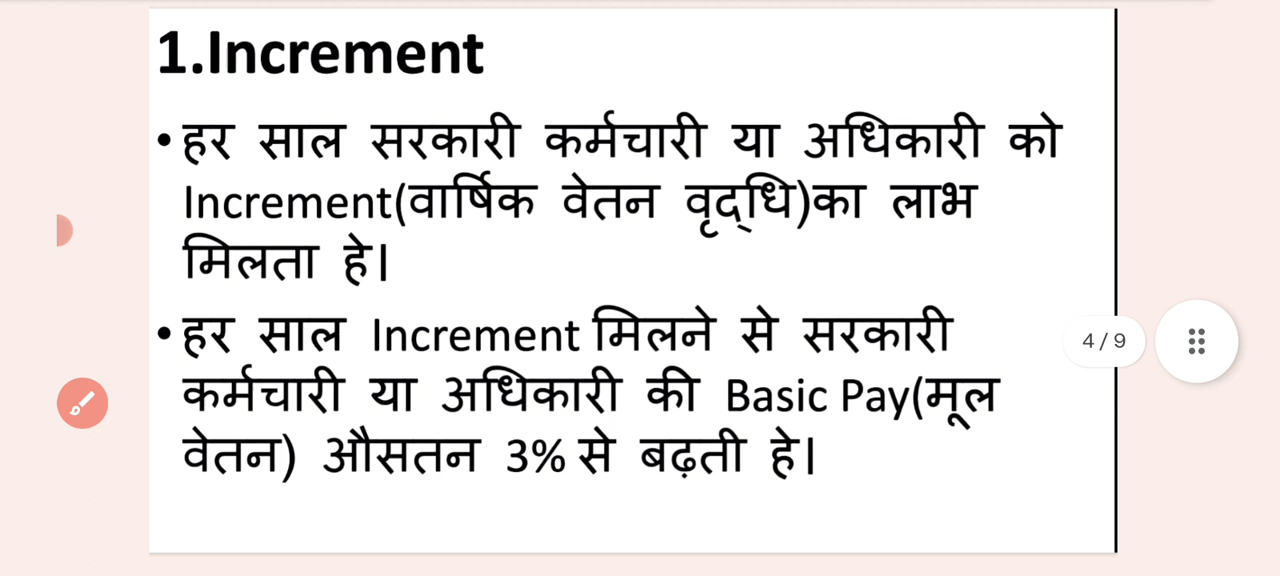 1.Increment
•हर साल सरकारी कर्मचारी या अधिकारी को
Increment(वार्षिक वेतन वृद्‌धि)का लाभ
मिलता हे।
•हर साल Increment मिलने से सरकारी
कर्मचारी या अधिकारी की Basic Pay(मूल
वेतन) औसतन 3% से बढ़ती हे।
4 / 9